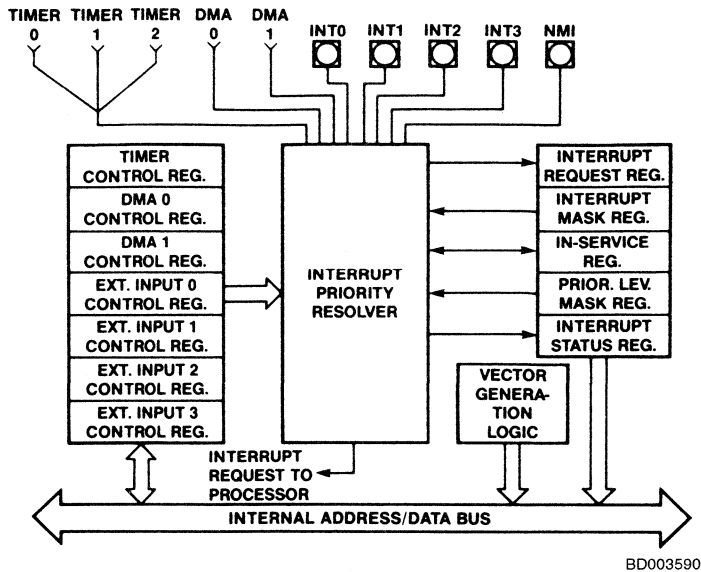 TIMER TIMER TIMER DMA DMA
0 1 2 0 1
INT0 INT1 INT2 INT3 NMI
TIMER
CONTROL REG.
DMA 0
CONTROL REG.
DMA 1
CONTROL REG.
EXT. INPUT 0
CONTROL REG.
EXT. INPUT 1
CONTROL REG.
EXT. INPUT 2
CONTROL REG.
EXT. INPUT 3
CONTROL REG.
INTERRUPT
PRIORITY
RESOLVER
INTERRUPT
REQUEST REG.
INTERRUPT
MASK REG.
IN-SERVICE
REG.
PRIOR. LEV.
MASK REG.
INTERRUPT
STATUS REG.
VECTOR
GENERA-
TION
LOGIC
INTERRUPT
REQUEST TO
PROCESSOR
INTERNAL ADDRESS/DATA BUS
BD003590